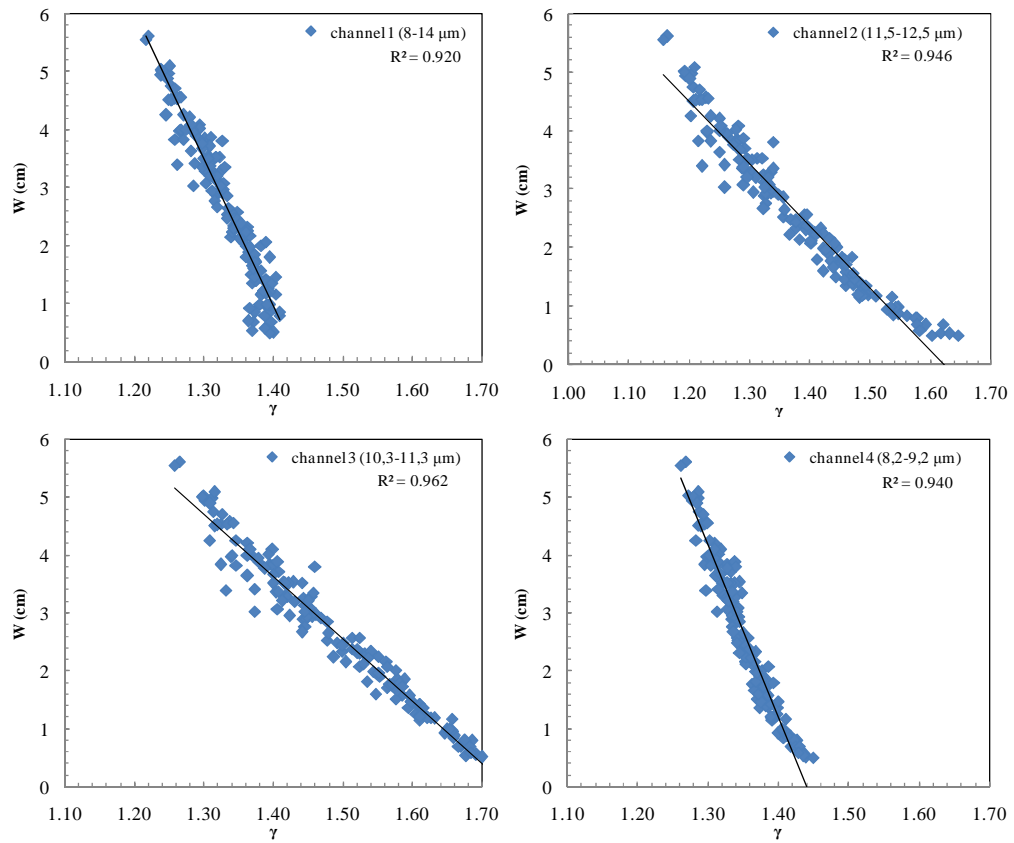 channel1 (8-14 μm)
R² = 0.920
W (cm)
6
5
4
3
2
1
0
1.10 1.20 1.30 1.40 1.50 1.60 1.70
γ
channel2 (11,5-12,5 μm)
R² = 0.946
W (cm)
6
5
4
3
2
1
0
1.00 1.10 1.20 1.30 1.40 1.50 1.60 1.70
γ
channel3 (10,3-11,3 μm)
R² = 0.962
W (cm)
6
5
4
3
2
1
0
1.10 1.20 1.30 1.40 1.50 1.60 1.70
γ
channel4 (8,2-9,2 μm)
R² = 0.940
W (cm)
6
5
4
3
2
1
0
1.10 1.20 1.30 1.40 1.50 1.60 1.70
γ